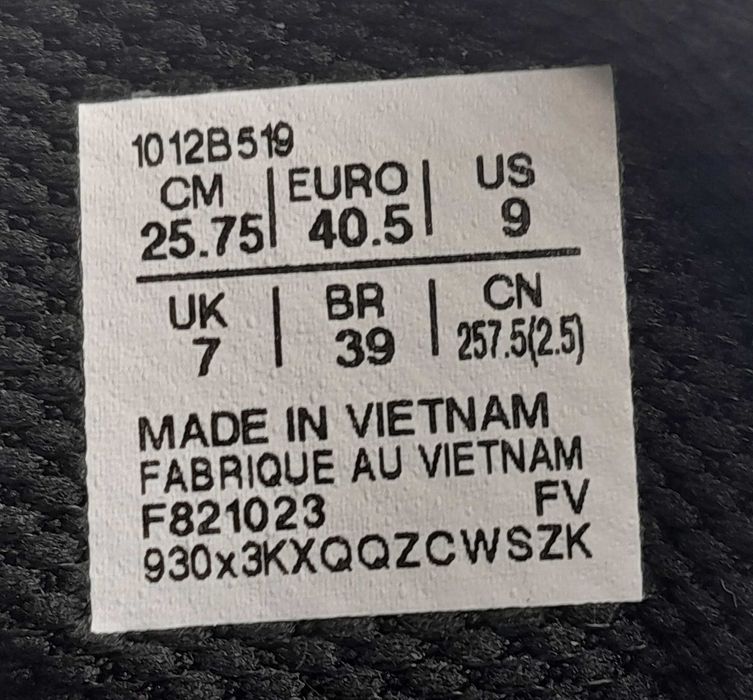 1012B519
CM | EURO | US
25.75 | 40.5 | 9
UK | BR | CN
7 | 39 | 257.5(2.5)
MADE IN VIETNAM
FABRIQUE AU VIETNAM
F821023 FV
930x3KXQQZCWSZK